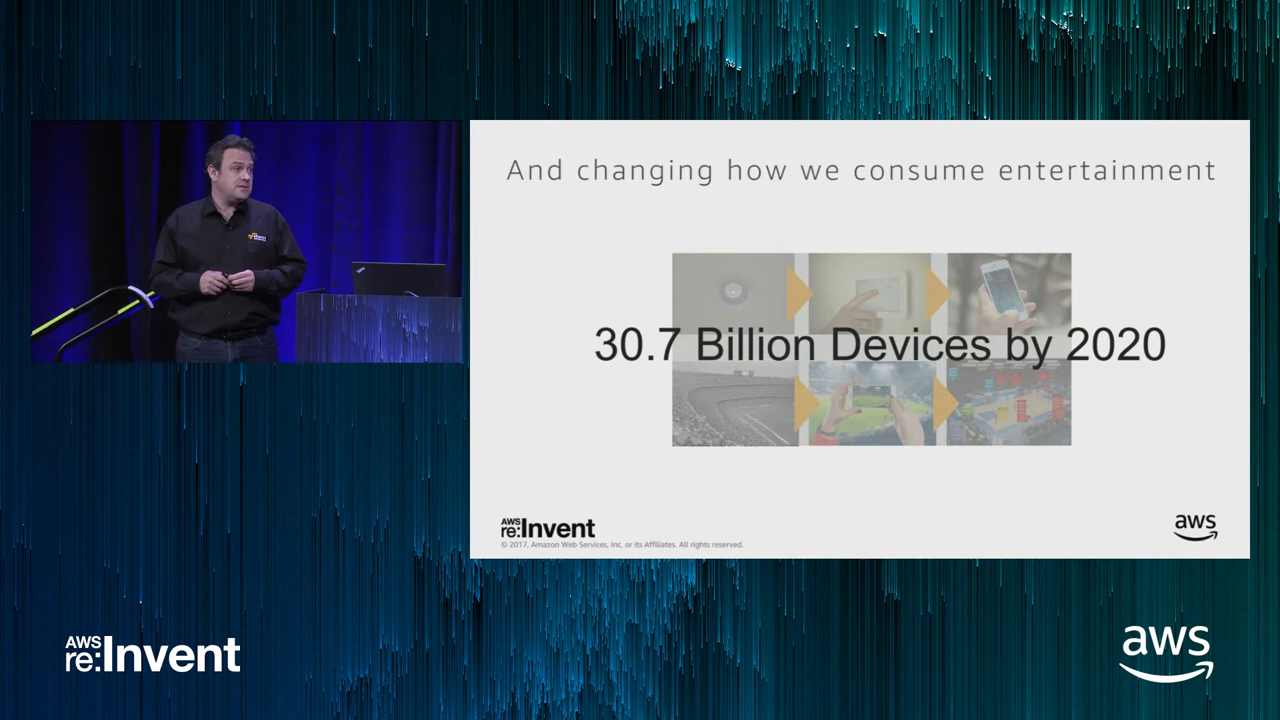 And changing how we consume entertainment
30.7 Billion Devices by 2020
AWS
re:Invent
© 2017, Amazon Web Services, Inc. or its Affiliates. All rights reserved.
aws
AWS
re:Invent
aws